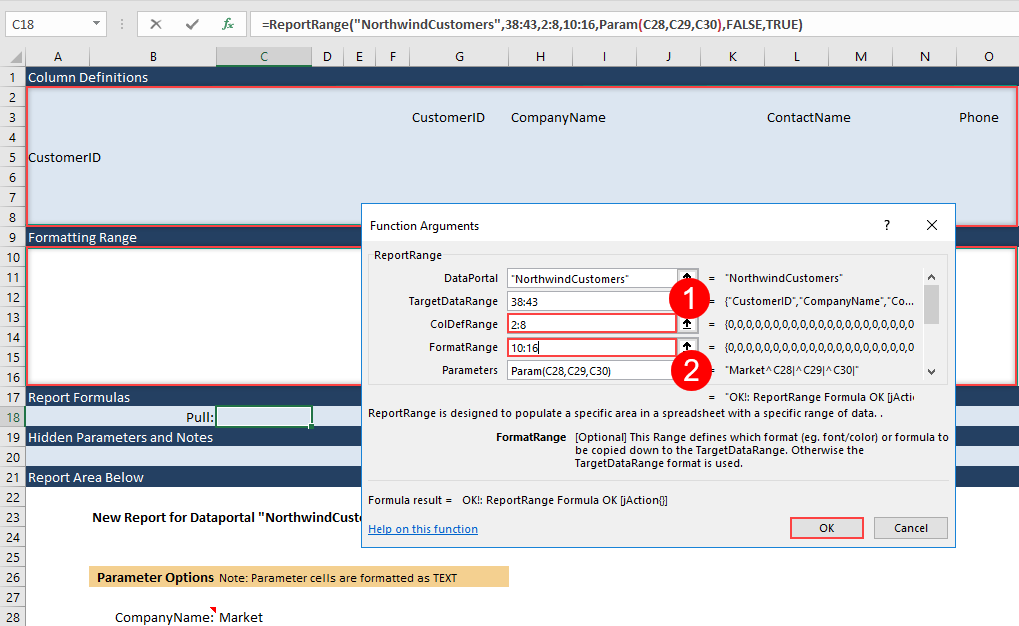 C18 =ReportRange("NorthwindCustomers",38:43,2:8,10:16,Param(C28,C29,C30),FALSE,TRUE)
A B C D E F G H I J K L M N O
1 Column Definitions
2
3 CustomerID CompanyName ContactName Phone
4
5 CustomerID
6
7
8
9 Formatting Range
10
11
12
13
14
15
16
17 Report Formulas
18 Pull:
19 Hidden Parameters and Notes
20
21 Report Area Below
22
23 New Report for Dataportal "NorthwindCusto
24
25
26 Parameter Options Note: Parameter cells are formatted as TEXT
27
28 CompanyName: Market
Function Arguments ?
ReportRange
DataPortal "NorthwindCustomers" = "NorthwindCustomers"
TargetDataRange 38:43 = {"CustomerID","CompanyName","Co...
1
ColDefRange 2:8 = {0,0,0,0,0,0,0,0,0,0,0,0,0,0,0,0,0,0,0,0
FormatRange 10:16 = {0,0,0,0,0,0,0,0,0,0,0,0,0,0,0,0,0,0,0,0
2
Parameters Param(C28,C29,C30) = "Market^C28|^C29|^C30|"
= "OK!: ReportRange Formula OK [jActi
ReportRange is designed to populate a specific area in a spreadsheet with a specific range of data. .
FormatRange [Optional] This Range defines which format (eg. font/color) or formula to
be copied down to the TargetDataRange. Otherwise the
TargetDataRange format is used.
Formula result = OK!: ReportRange Formula OK [jAction{}]
Help on this function
OK Cancel